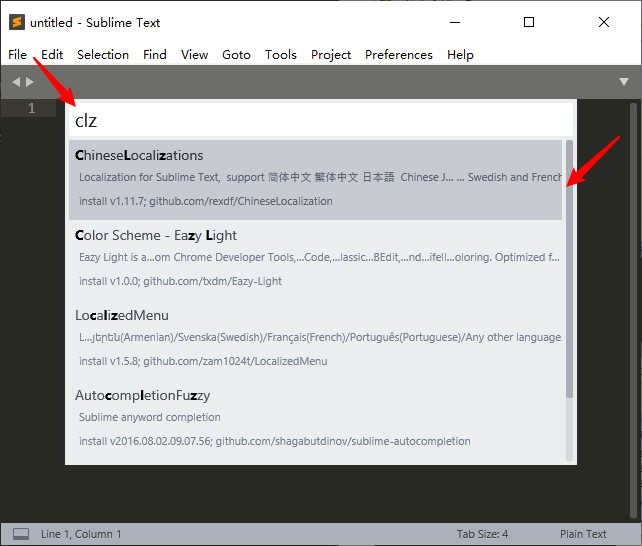 untitled - Sublime Text
File Edit Selection Find View Goto Tools Project Preferences Help
1
clz
ChineseLocalizations
Localization for Sublime Text, support 简体中文 繁体中文 日本語 Chinese J... ... Swedish and French
install v1.11.7; github.com/rexdf/ChineseLocalization
Color Scheme - Eazy Light
Eazy Light is a...om Chrome Developer Tools,...Code,...lassic...BEdit,...nd...ifell...oloring. Optimized f...
install v1.0.0; github.com/txdm/Eazy-Light
LocalizedMenu
L...յերեն(Armenian)/Svenska(Swedish)/Français(French)/Português(Portuguese)/Any other language.
install v1.5.8; github.com/zam1024t/LocalizedMenu
AutocompletionFuzzy
Sublime anyword completion
install v2016.08.02.09.07.56; github.com/shagabutdinov/sublime-autocompletion
Line 1, Column 1 Tab Size: 4 Plain Text